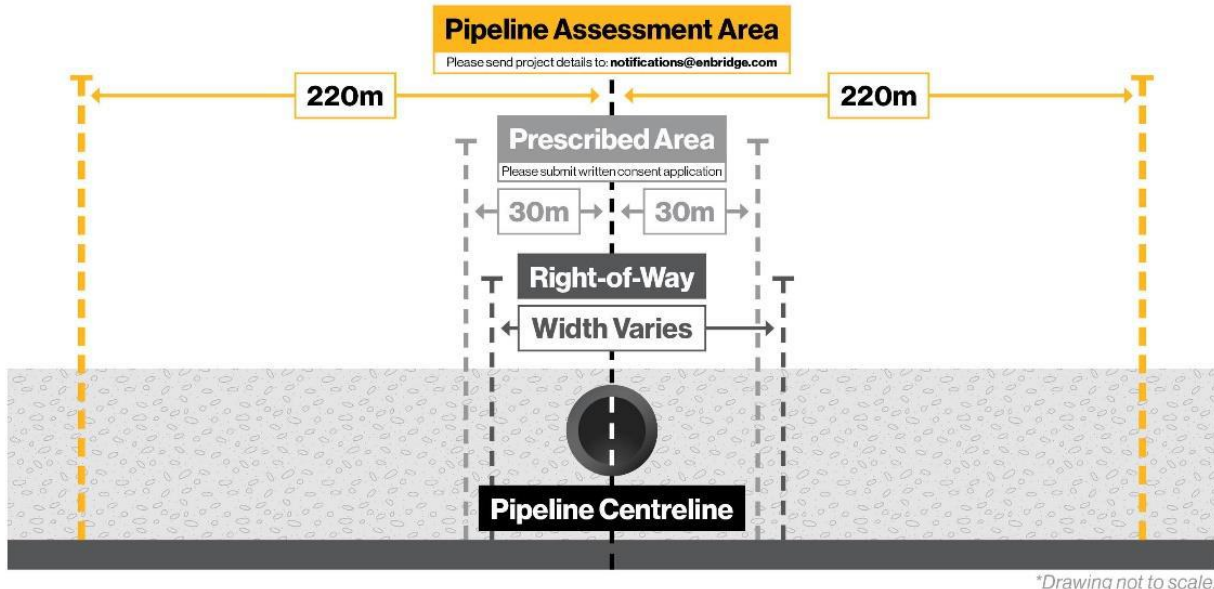 Pipeline Assessment Area
Please send project details to: notifications@enbridge.com
220m
220m
Prescribed Area
Please submit written consent application
30m
30m
Right-of-Way
Width Varies
Pipeline Centreline
*Drawing not to scale.